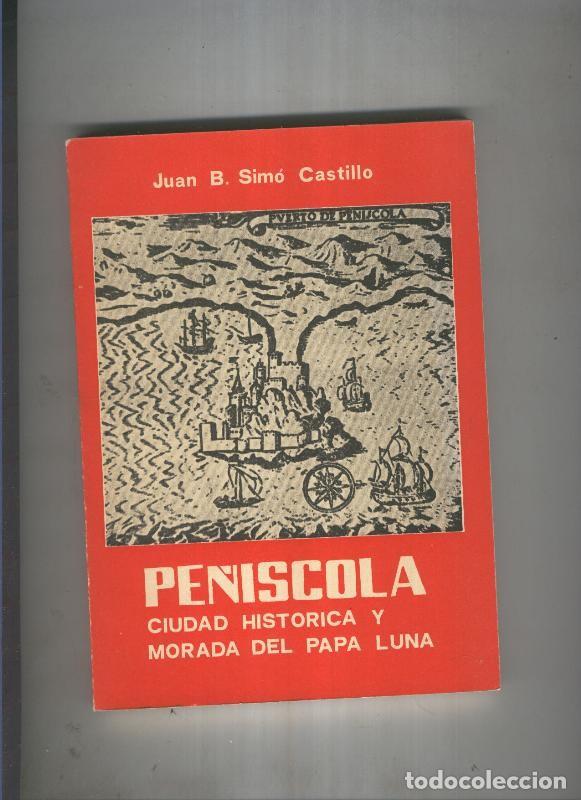 Juan B. Simó Castillo
PVERTO DE PENISCOLA
PEÑISCOLA
CIUDAD HISTORICA Y
MORADA DEL PAPA LUNA
todocoleccion